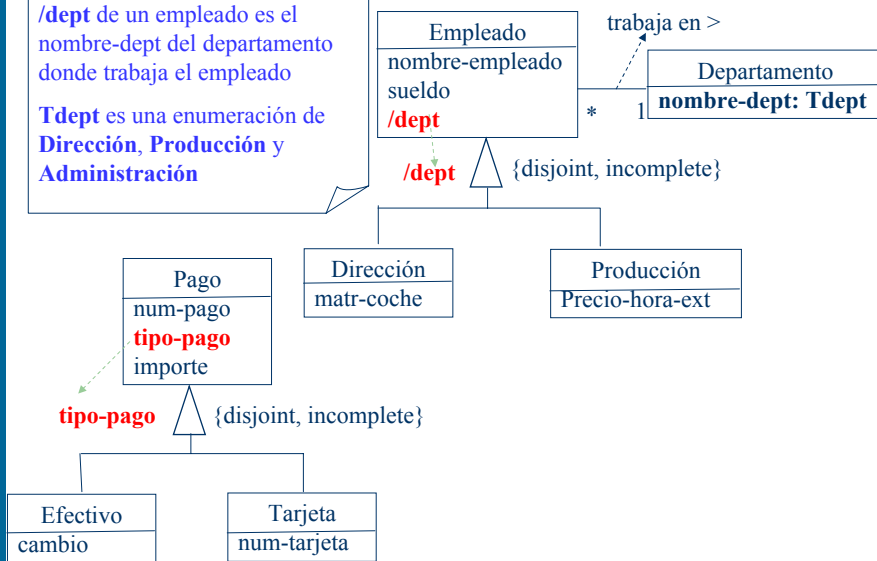 /dept de un empleado es el
nombre-dept del departamento
donde trabaja el empleado
Tdept es una enumeración de
Dirección, Producción y
Administración
Empleado
nombre-empleado
sueldo
/dept
trabaja en >
* 1
Departamento
nombre-dept: Tdept
/dept
{disjoint, incomplete}
Dirección
matr-coche
Producción
Precio-hora-ext
Pago
num-pago
tipo-pago
importe
tipo-pago
{disjoint, incomplete}
Efectivo
cambio
Tarjeta
num-tarjeta